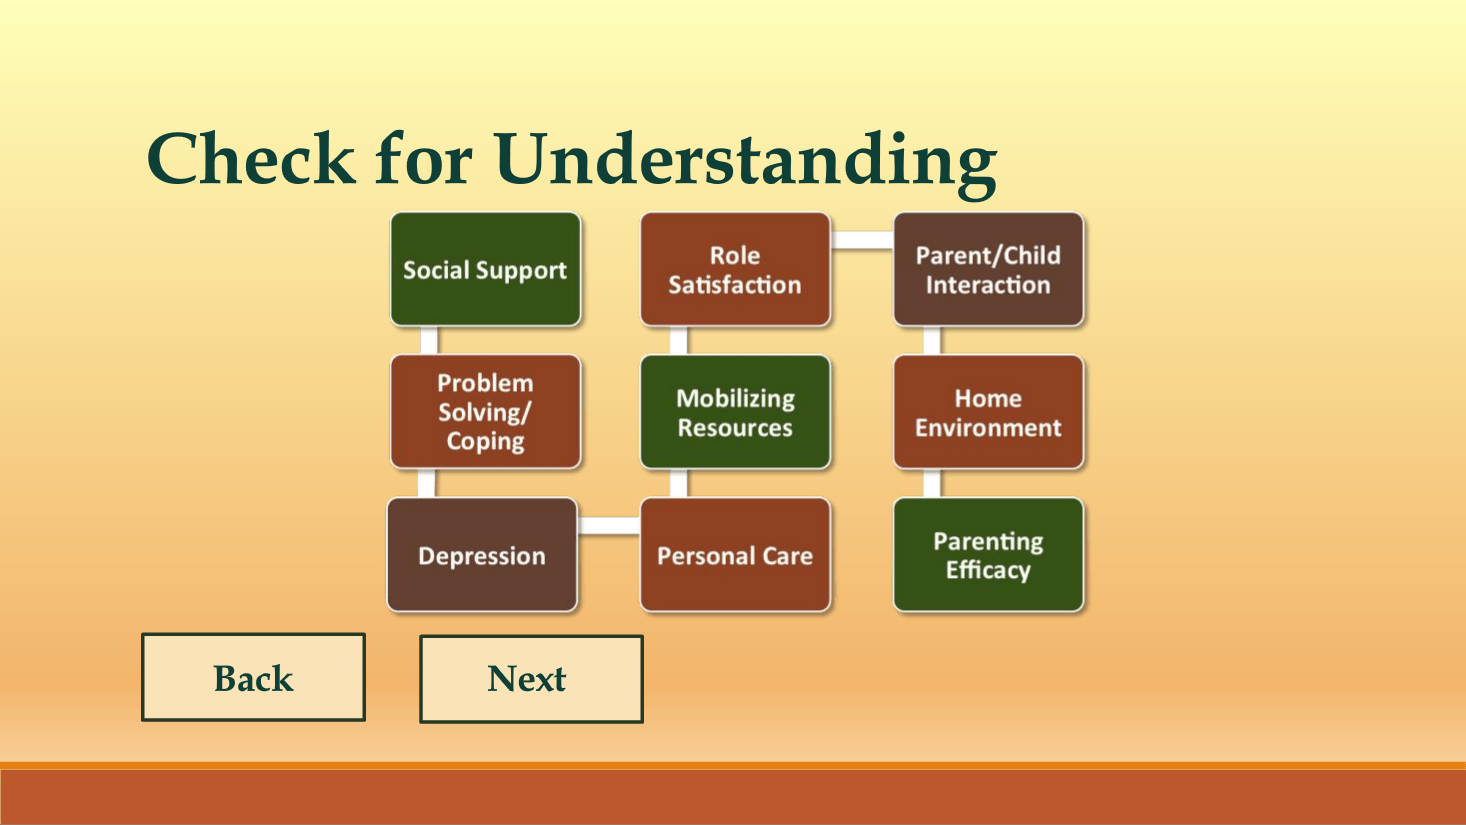 Check for Understanding
Social Support
Role
Satisfaction
Parent/Child
Interaction
Problem
Solving/
Coping
Mobilizing
Resources
Home
Environment
Depression
Personal Care
Parenting
Efficacy
Back
Next